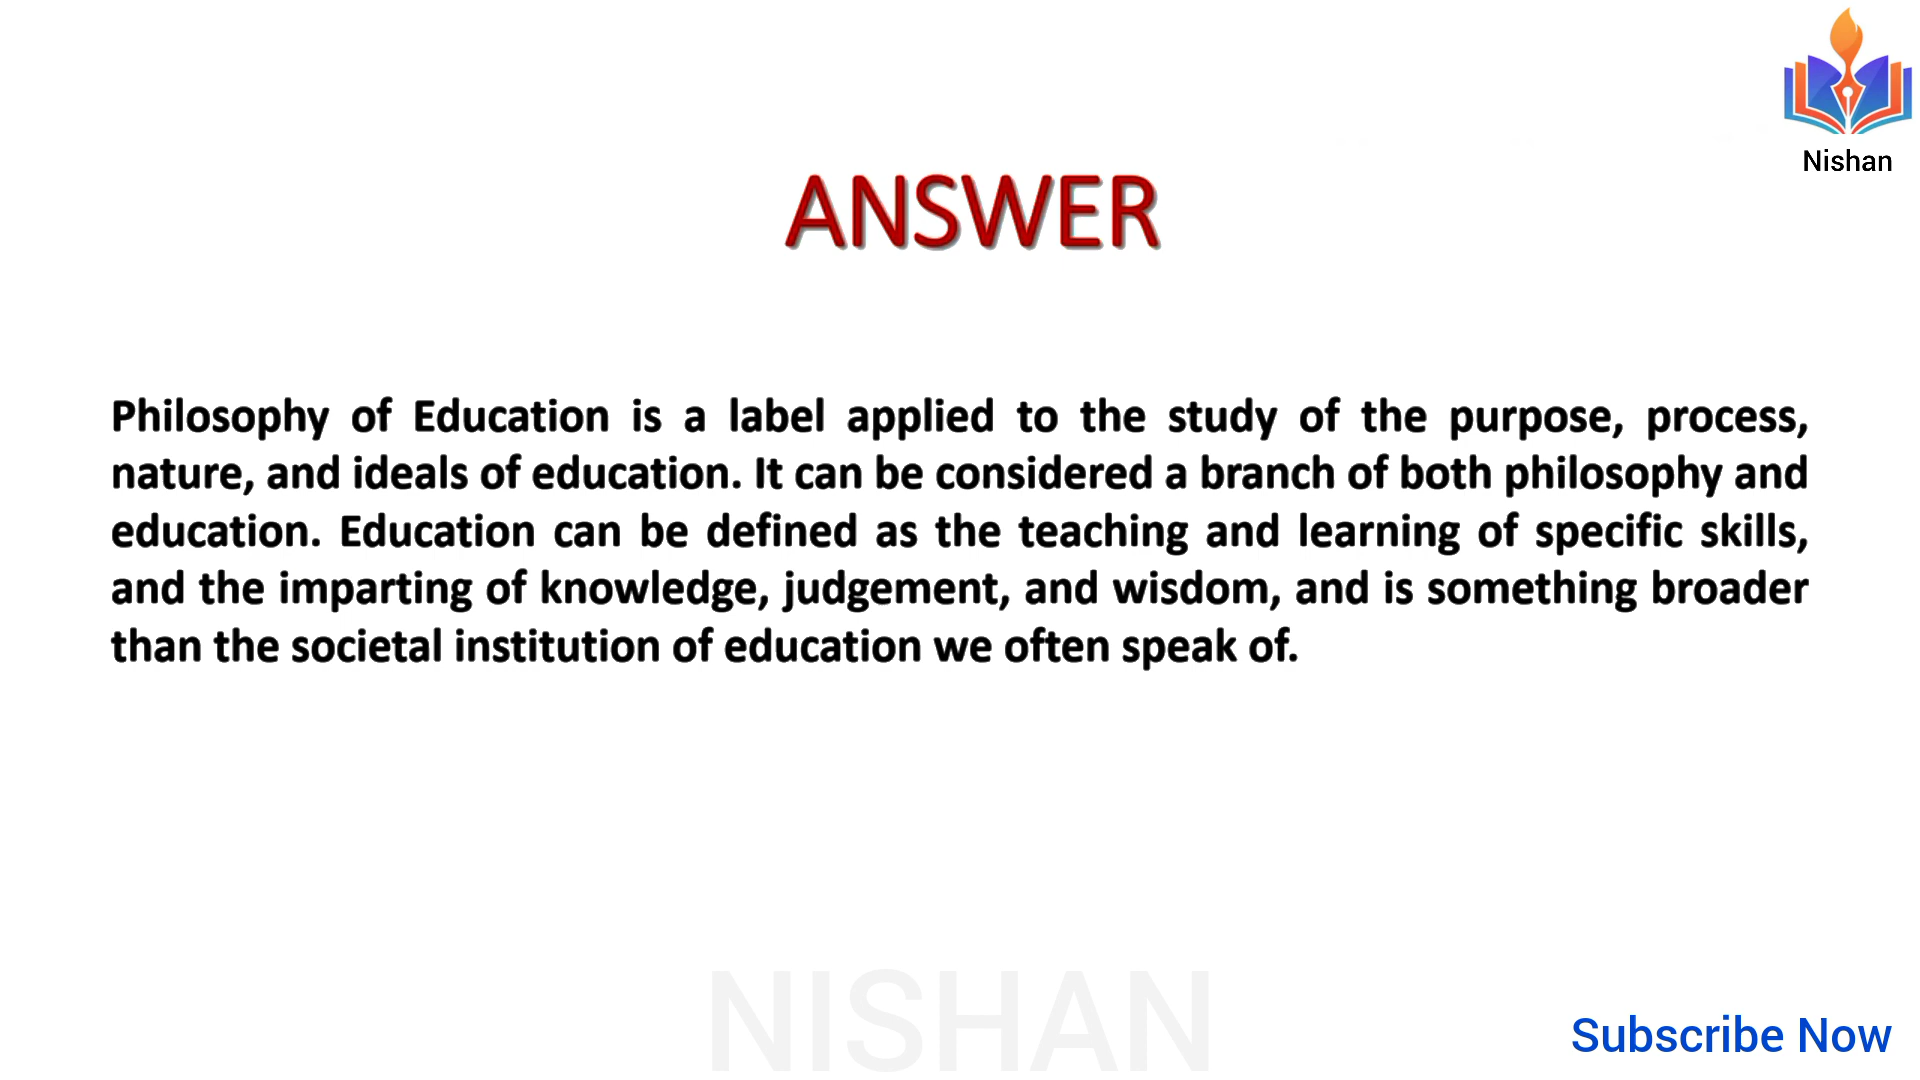 Nishan
ANSWER
Philosophy of Education is a label applied to the study of the purpose, process,
nature, and ideals of education. It can be considered a branch of both philosophy and
education. Education can be defined as the teaching and learning of specific skills,
and the imparting of knowledge, judgement, and wisdom, and is something broader
than the societal institution of education we often speak of.
NISHAN
Subscribe Now